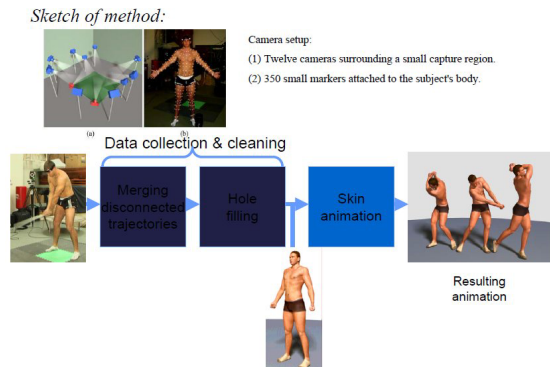 Sketch of method:
Camera setup:
(1) Twelve cameras surrounding a small capture region.
(2) 350 small markers attached to the subject's body.
(a)
(b)
Data collection & cleaning
Merging
disconnected
trajectories
Hole
filling
Skin
animation
Resulting
animation